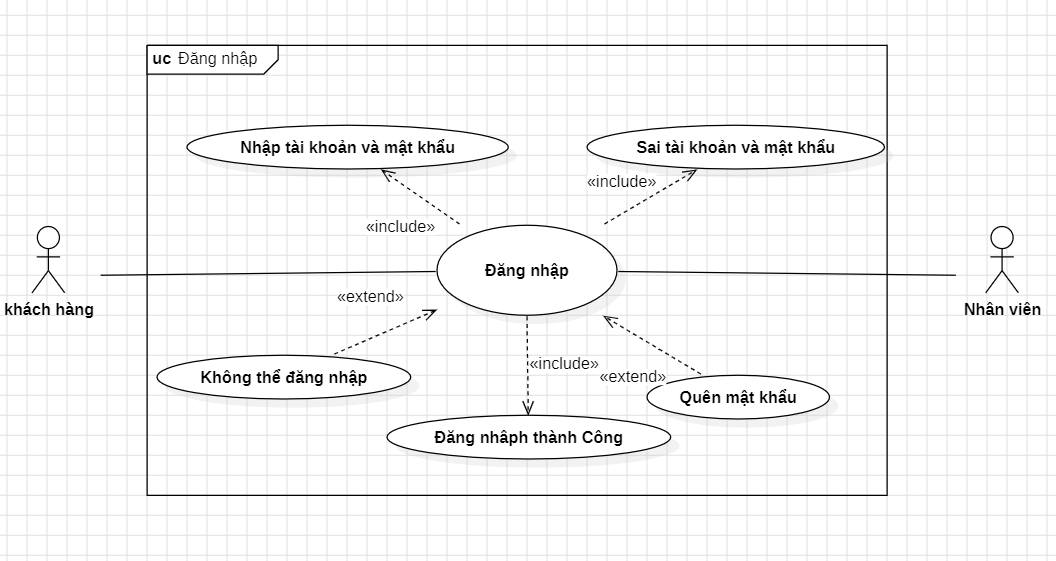 uc Đăng nhập
Nhập tài khoản và mật khẩu
Sai tài khoản và mật khẩu
«include»
«include»
Đăng nhập
khách hàng
Nhân viên
«extend»
Không thể đăng nhập
«include»
«extend»
Quên mật khẩu
Đăng nhâph thành Công